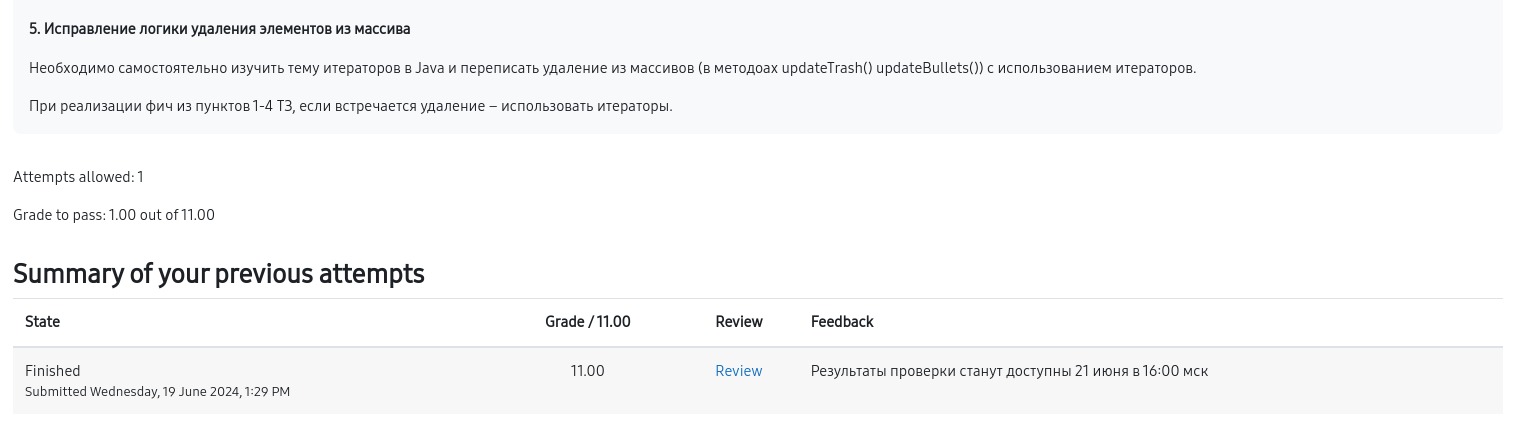 5. Исправление логики удаления элементов из массива
Необходимо самостоятельно изучить тему итераторов в Java и переписать удаление из массивов (в методоах updateTrash() updateBullets()) с использованием итераторов.
При реализации фич из пунктов 1-4 ТЗ, если встречается удаление – использовать итераторы.
Attempts allowed: 1
Grade to pass: 1.00 out of 11.00
Summary of your previous attempts
State Grade / 11.00 Review Feedback
Finished 11.00 Review Результаты проверки станут доступны 21 июня в 16:00 мск
Submitted Wednesday, 19 June 2024, 1:29 PM